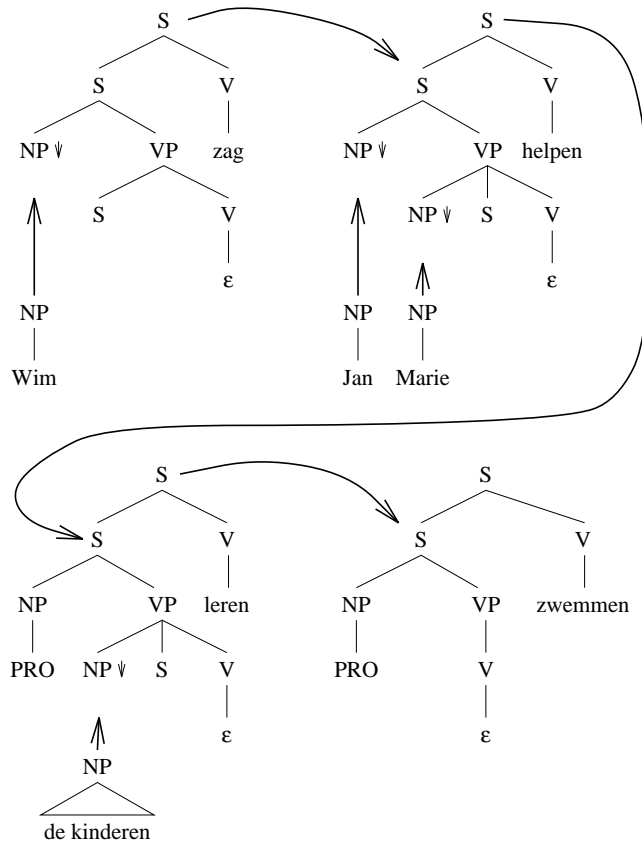 S S
S V S V
NP VP zag NP VP helpen
S V NP S V
ε ε
NP NP NP
Wim Jan Marie
S S
S V S V
NP VP leren NP VP zwemmen
PRO NP S V PRO V
ε ε
NP
de kinderen